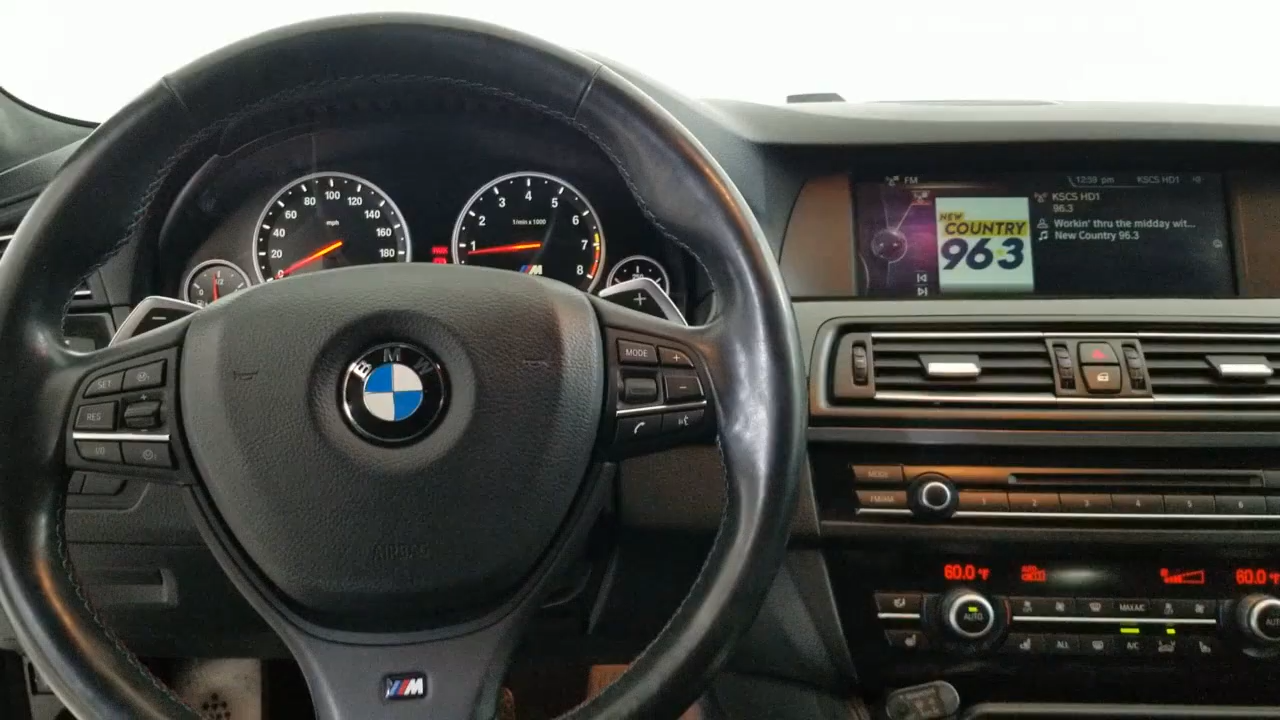 FM
12:59 pm
KSCS HD1
KSCS HD1
96.3
Workin' thru the midday wit...
New Country 96.3
NEW
COUNTRY
96.3
20
40
60
80
100
120
140
160
180
mph
1
2
3
4
5
6
7
8
1/min x 1000
M
PARK
0
−
+
BMW
SET
RES
I/O
MODE
+
−
AIRBAG
M
MODE
FM/AM
1
2
3
4
5
6
60.0 °F
60.0 °F
AUTO
AUTO
MAX A/C
ALL
A/C